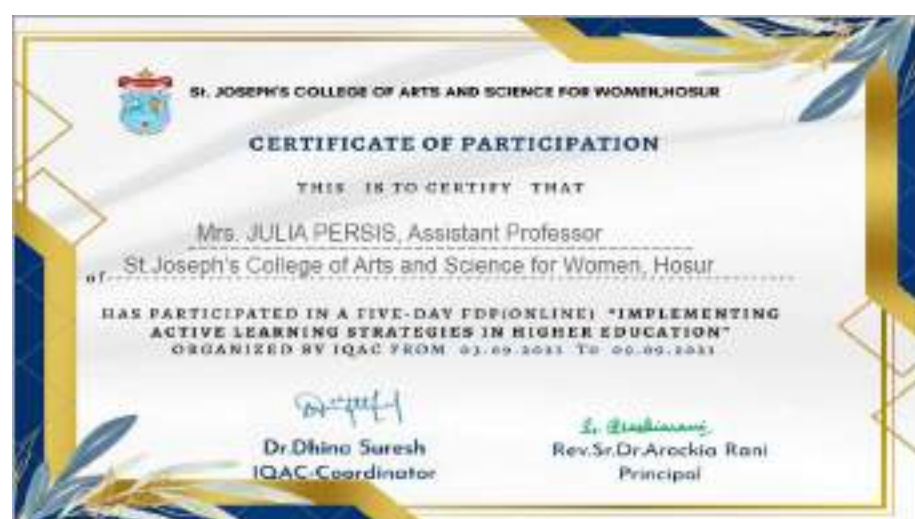 St. JOSEPH'S COLLEGE OF ARTS AND SCIENCE FOR WOMEN,HOSUR
CERTIFICATE OF PARTICIPATION
THIS IS TO CERTIFY THAT
Mrs. JULIA PERSIS, Assistant Professor
of St.Joseph's College of Arts and Science for Women, Hosur
HAS PARTICIPATED IN A FIVE-DAY FDP(ONLINE) "IMPLEMENTING
ACTIVE LEARNING STRATEGIES IN HIGHER EDUCATION"
ORGANIZED BY IQAC FROM TO
Dr.Dhino Suresh Rev.Sr.Dr.Arockia Rani
IQAC-Coordinator Principal